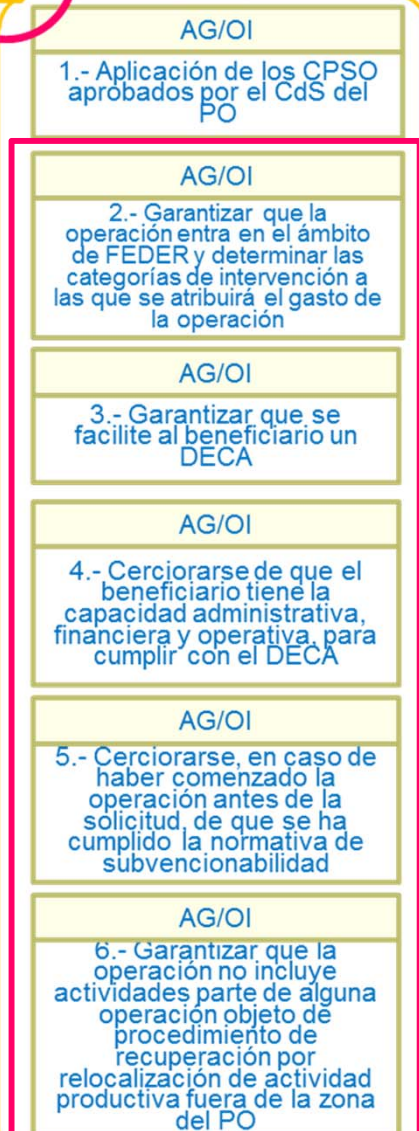 AG/OI
1.- Aplicación de los CPSO
aprobados por el CdS del
PO
AG/OI
2.- Garantizar que la
operación entra en el ámbito
de FEDER y determinar las
categorías de intervención a
las que se atribuirá el gasto de
la operación
AG/OI
3.- Garantizar que se
facilite al beneficiario un
DECA
AG/OI
4.- Cerciorarse de que el
beneficiario tiene la
capacidad administrativa,
financiera y operativa, para
cumplir con el DECA
AG/OI
5.- Cerciorarse, en caso de
haber comenzado la
operación antes de la
solicitud, de que se ha
cumplido la normativa de
subvencionabilidad
AG/OI
6.- Garantizar que la
operación no incluye
actividades parte de alguna
operación objeto de
procedimiento de
recuperación por
relocalización de actividad
productiva fuera de la zona
del PO